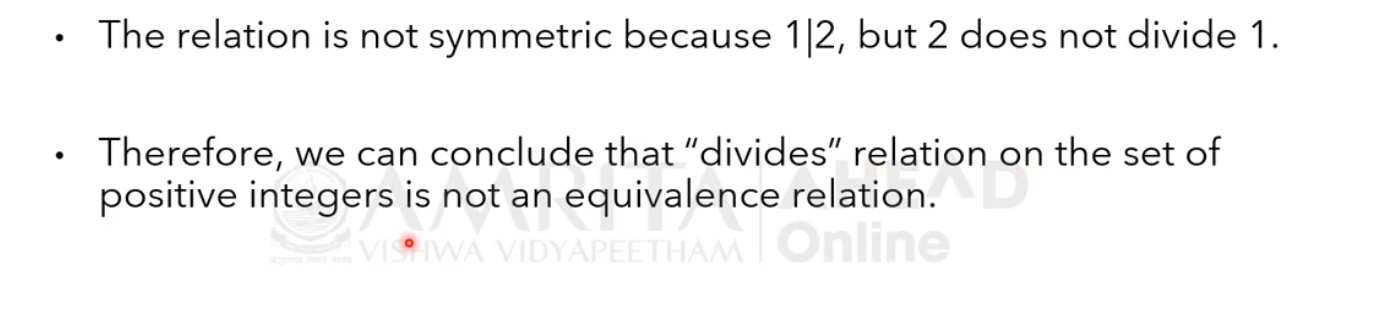 • The relation is not symmetric because 1|2, but 2 does not divide 1.
• Therefore, we can conclude that “divides” relation on the set of
positive integers is not an equivalence relation.
AMRITA AHEAD
VISHWA VIDYAPEETHAM Online